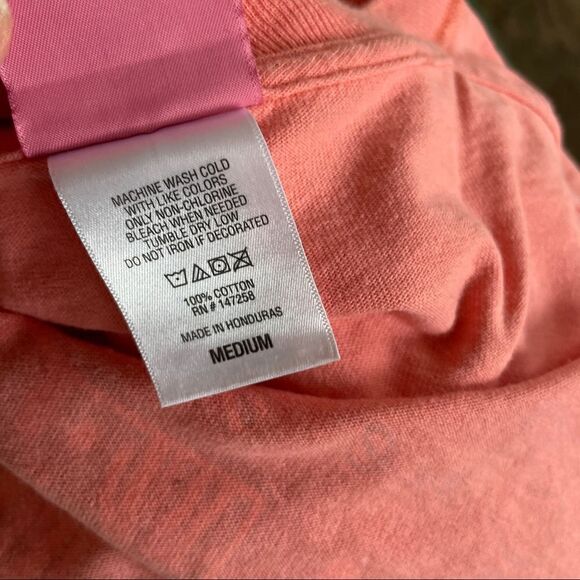 MACHINE WASH COLD
WITH LIKE COLORS
ONLY NON-CHLORINE
BLEACH WHEN NEEDED
TUMBLE DRY LOW
DO NOT IRON IF DECORATED
100% COTTON
RN # 147258
MADE IN HONDURAS
MEDIUM